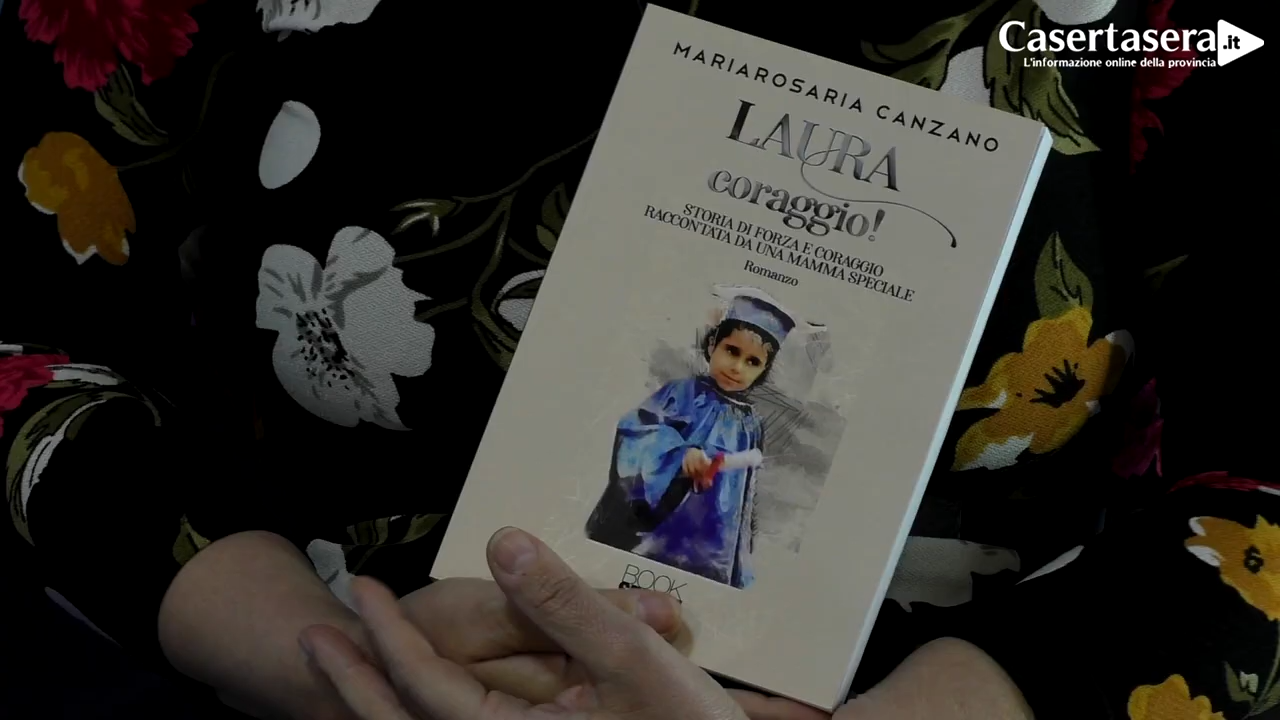 Casertasera.it
L'informazione online della provincia
MARIAROSARIA CANZANO
LAURA
coraggio!
STORIA DI FORZA E CORAGGIO
RACCONTATA DA UNA MAMMA SPECIALE
Romanzo
BOOK